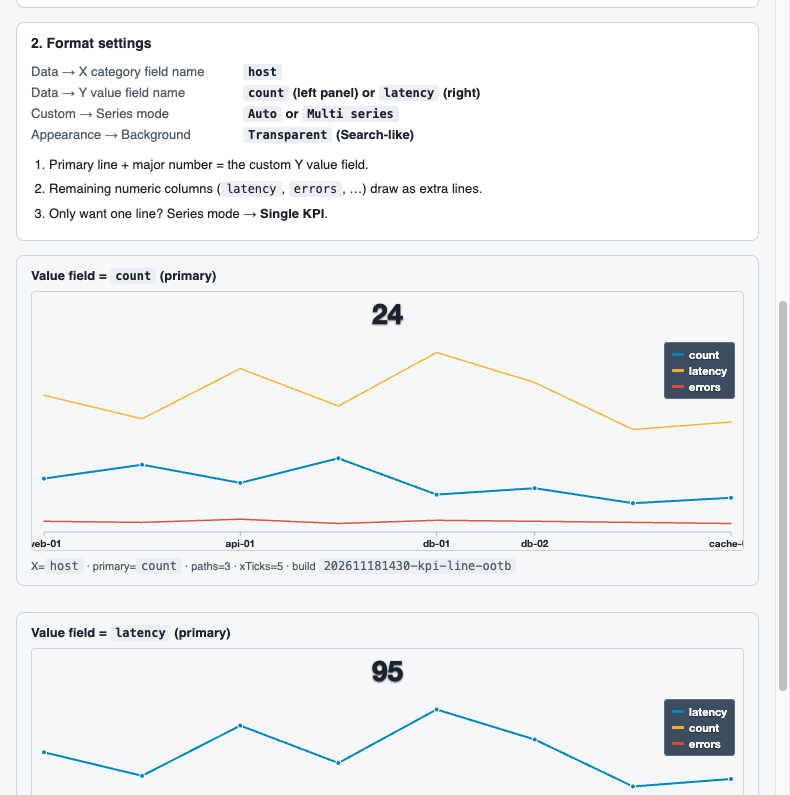 2. Format settings
Data → X category field name host
Data → Y value field name count (left panel) or latency (right)
Custom → Series mode Auto or Multi series
Appearance → Background Transparent (Search-like)
1. Primary line + major number = the custom Y value field.
2. Remaining numeric columns ( latency , errors , …) draw as extra lines.
3. Only want one line? Series mode → Single KPI.
Value field = count (primary)
24
count
latency
errors
veb-01 api-01 db-01 db-02 cache-
X= host · primary= count · paths=3 · xTicks=5 · build 202611181430-kpi-line-ootb
Value field = latency (primary)
95
latency
count
errors